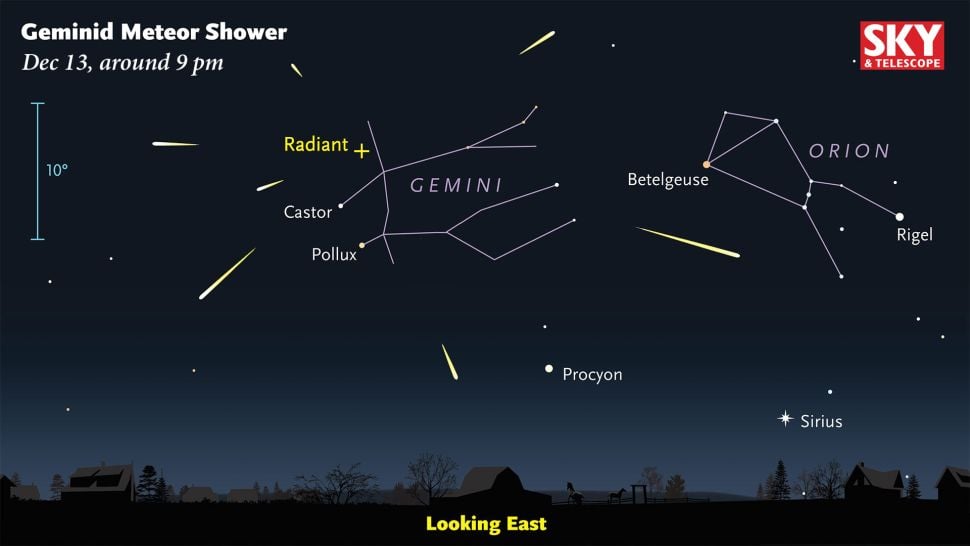 Geminid Meteor Shower
Dec 13, around 9 pm
SKY
& TELESCOPE
10°
Radiant
GEMINI
Castor
Pollux
Betelgeuse
ORION
Rigel
Procyon
Sirius
Looking East